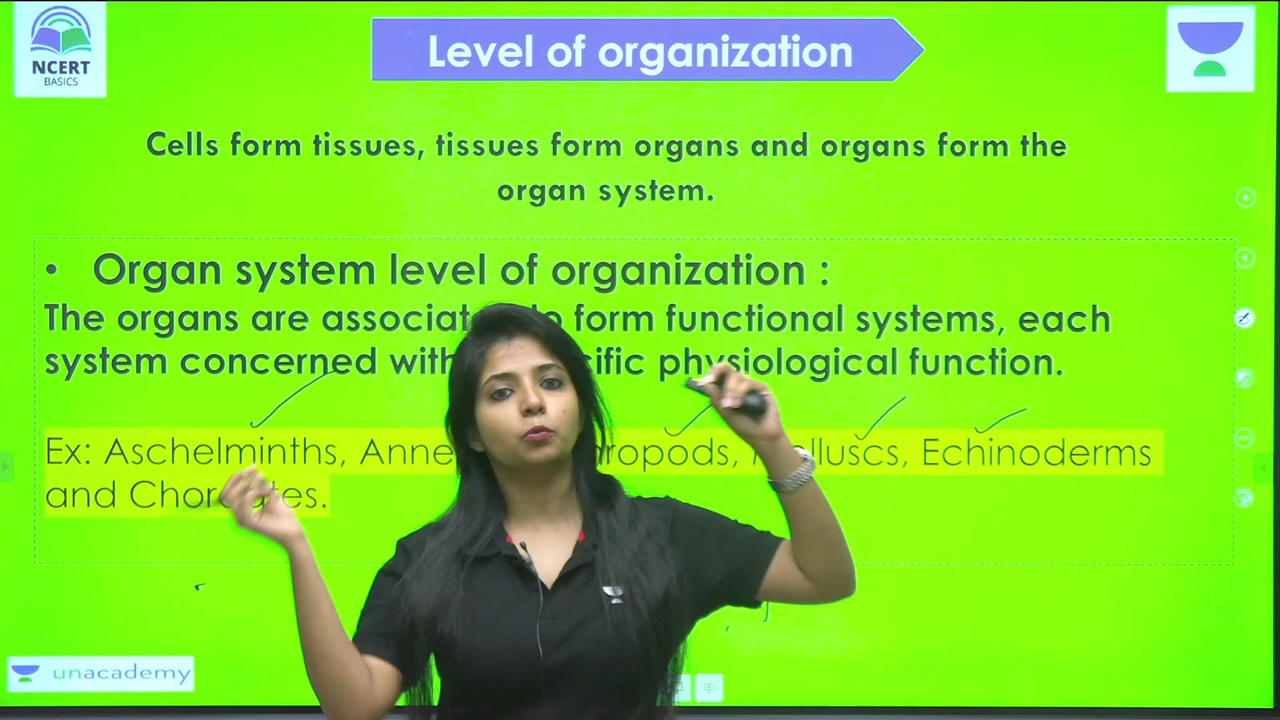 NCERT
BASICS
Level of organization
Cells form tissues, tissues form organs and organs form the
organ system.
• Organ system level of organization :
The organs are associat to form functional systems, each
system concerned with cific physiological function.
Ex: Aschelminths, Anne hropods, lluscs, Echinoderms
and Chor tes.
unacademy